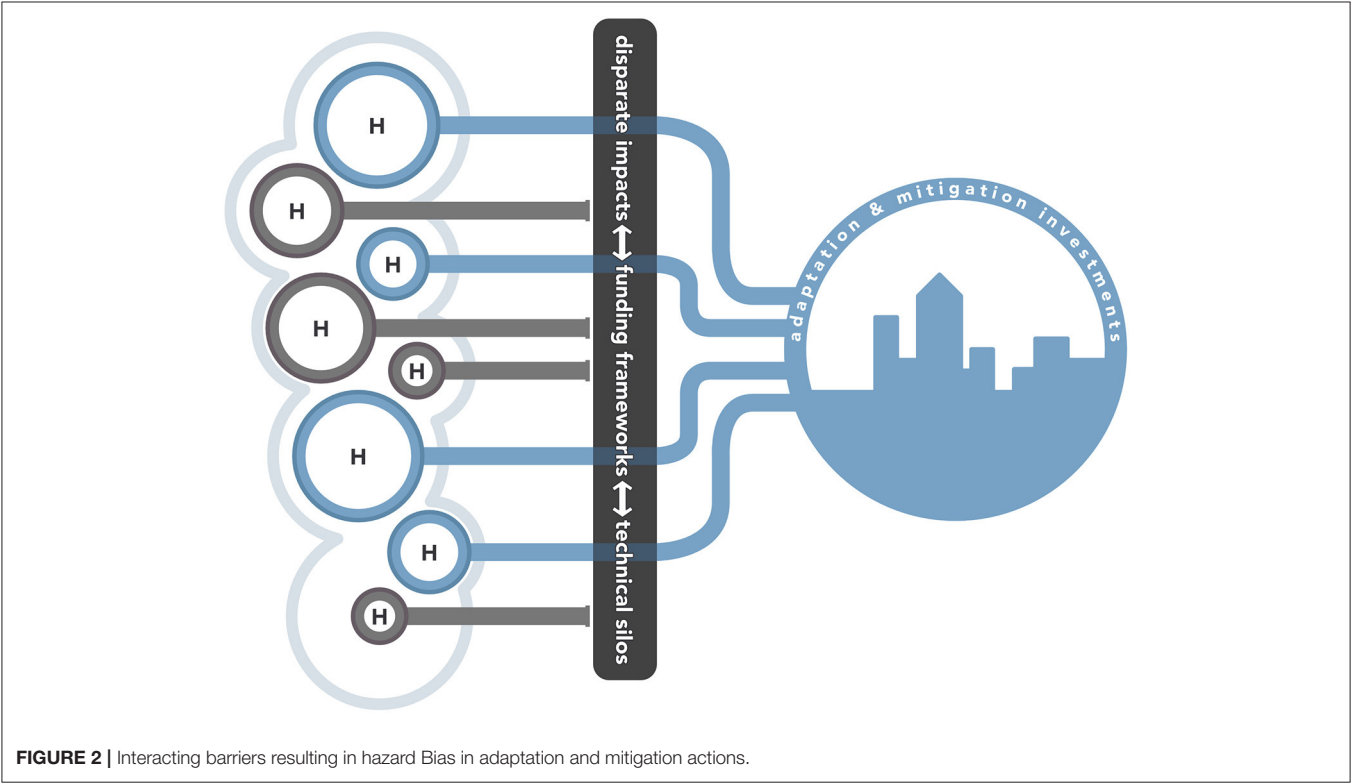 H
H
H
H
H
H
H
H
disparate impacts ↔ funding frameworks ↔ technical silos
adaptation & mitigation investments
FIGURE 2 | Interacting barriers resulting in hazard Bias in adaptation and mitigation actions.